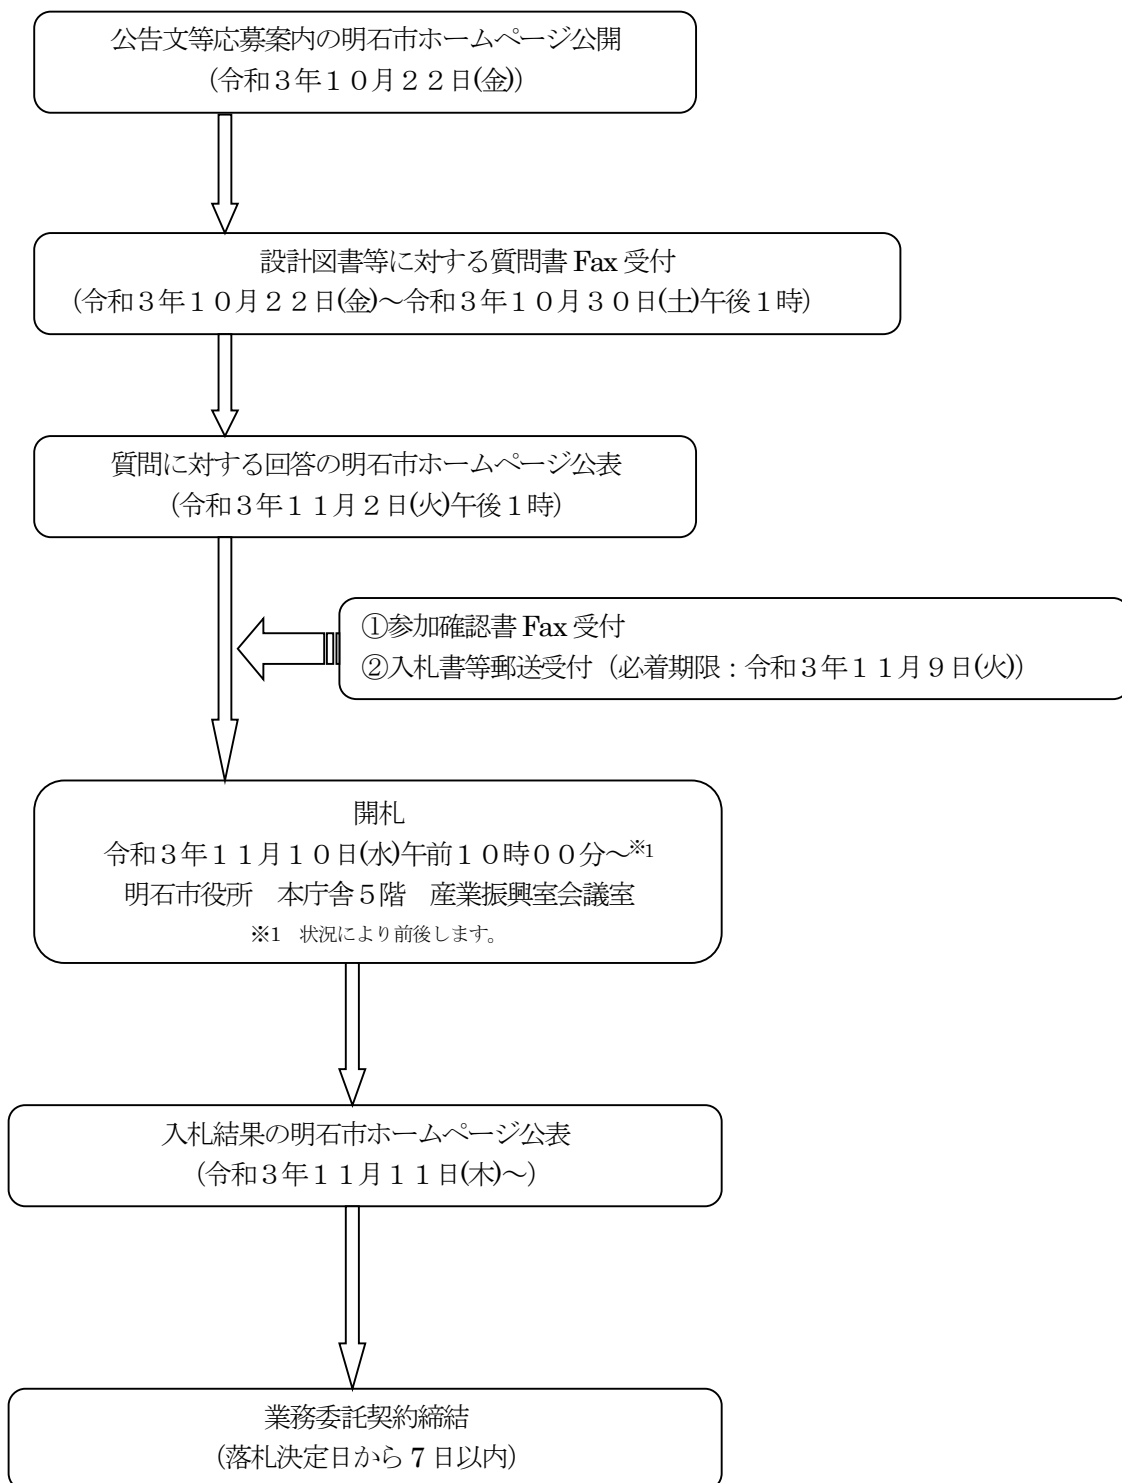 公告文等応募案内の明石市ホームページ公開
（令和３年１０月２２日(金)）
設計図書等に対する質問書 Fax 受付
（令和３年１０月２２日(金)～令和３年１０月３０日(土)午後１時）
質問に対する回答の明石市ホームページ公表
（令和３年１１月２日(火)午後１時）
①参加確認書 Fax 受付
②入札書等郵送受付（必着期限：令和３年１１月９日(火)）
開札
令和３年１１月１０日(水)午前１０時００分～※1
明石市役所　本庁舎５階　産業振興室会議室
※1　状況により前後します。
入札結果の明石市ホームページ公表
（令和３年１１月１１日(木)～）
業務委託契約締結
（落札決定日から 7 日以内）